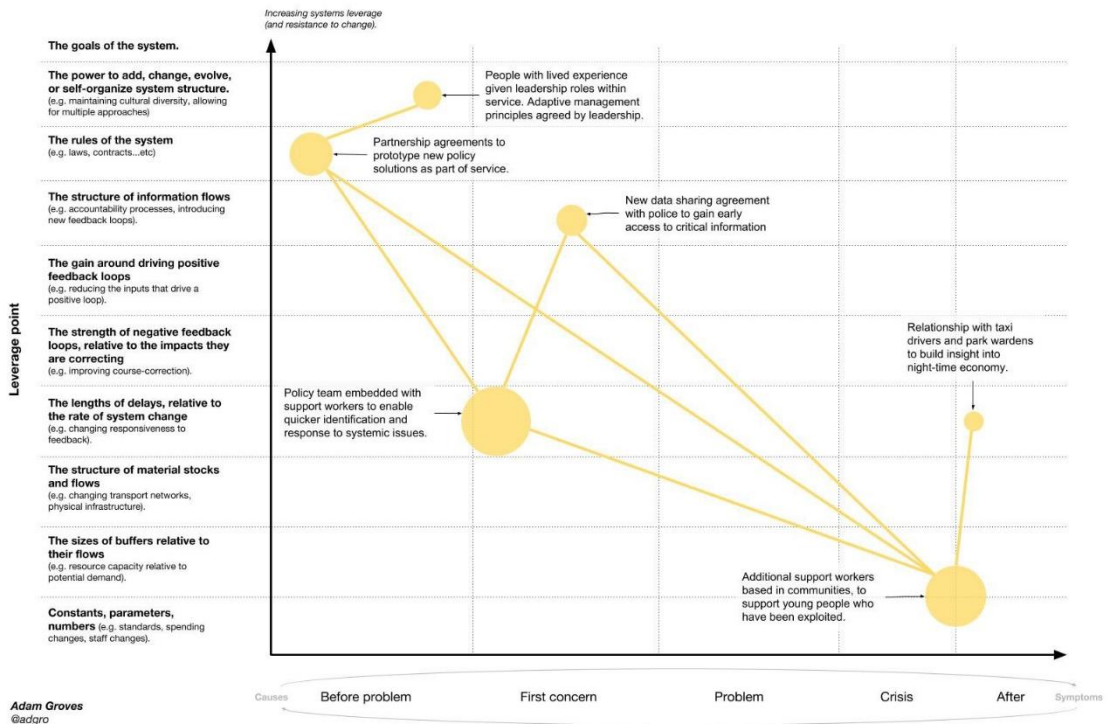 Increasing systems leverage
(and resistance to change).
The goals of the system.
The power to add, change, evolve,
or self-organize system structure.
(e.g. maintaining cultural diversity, allowing
for multiple approaches)
The rules of the system
(e.g. laws, contracts...etc)
The structure of information flows
(e.g. accountability processes, introducing
new feedback loops).
The gain around driving positive
feedback loops
(e.g. reducing the inputs that drive a
positive loop).
The strength of negative feedback
loops, relative to the impacts they
are correcting
(e.g. improving course-correction).
The lengths of delays, relative to
the rate of system change
(e.g. changing responsiveness to
feedback).
The structure of material stocks
and flows
(e.g. changing transport networks,
physical infrastructure).
The sizes of buffers relative to
their flows
(e.g. resource capacity relative to
potential demand).
Constants, parameters,
numbers (e.g. standards, spending
changes, staff changes).
Leverage point
People with lived experience
given leadership roles within
service. Adaptive management
principles agreed by leadership.
Partnership agreements to
prototype new policy
solutions as part of service.
New data sharing agreement
with police to gain early
access to critical information
Relationship with taxi
drivers and park wardens
to build insight into
night-time economy.
Policy team embedded with
support workers to enable
quicker identification and
response to systemic issues.
Additional support workers
based in communities, to
support young people who
have been exploited.
Causes
Before problem
First concern
Problem
Crisis
After
Symptoms
Adam Groves
@adgro